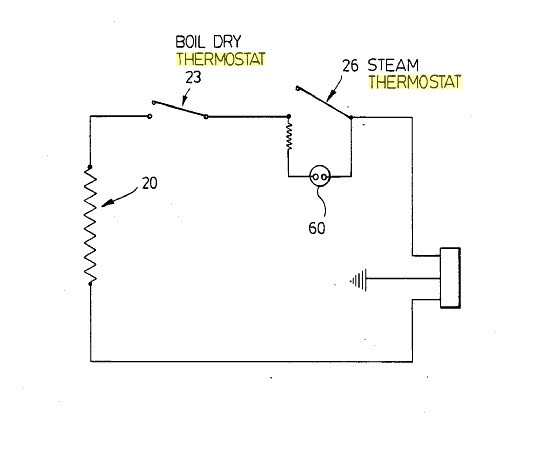 BOIL DRY
THERMOSTAT
23
26 STEAM
THERMOSTAT
20
60